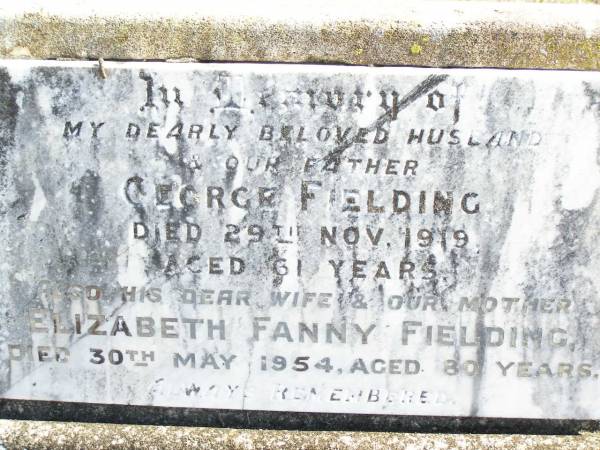 In Memory of
MY DEARLY BELOVED HUSBAND
& OUR FATHER
GEORGE FIELDING
DIED 29TH NOV. 1919.
AGED 61 YEARS.
ALSO HIS DEAR WIFE & OUR MOTHER
ELIZABETH FANNY FIELDING,
DIED 30TH MAY 1954, AGED 80 YEARS.
ALWAYS REMEMBERED.